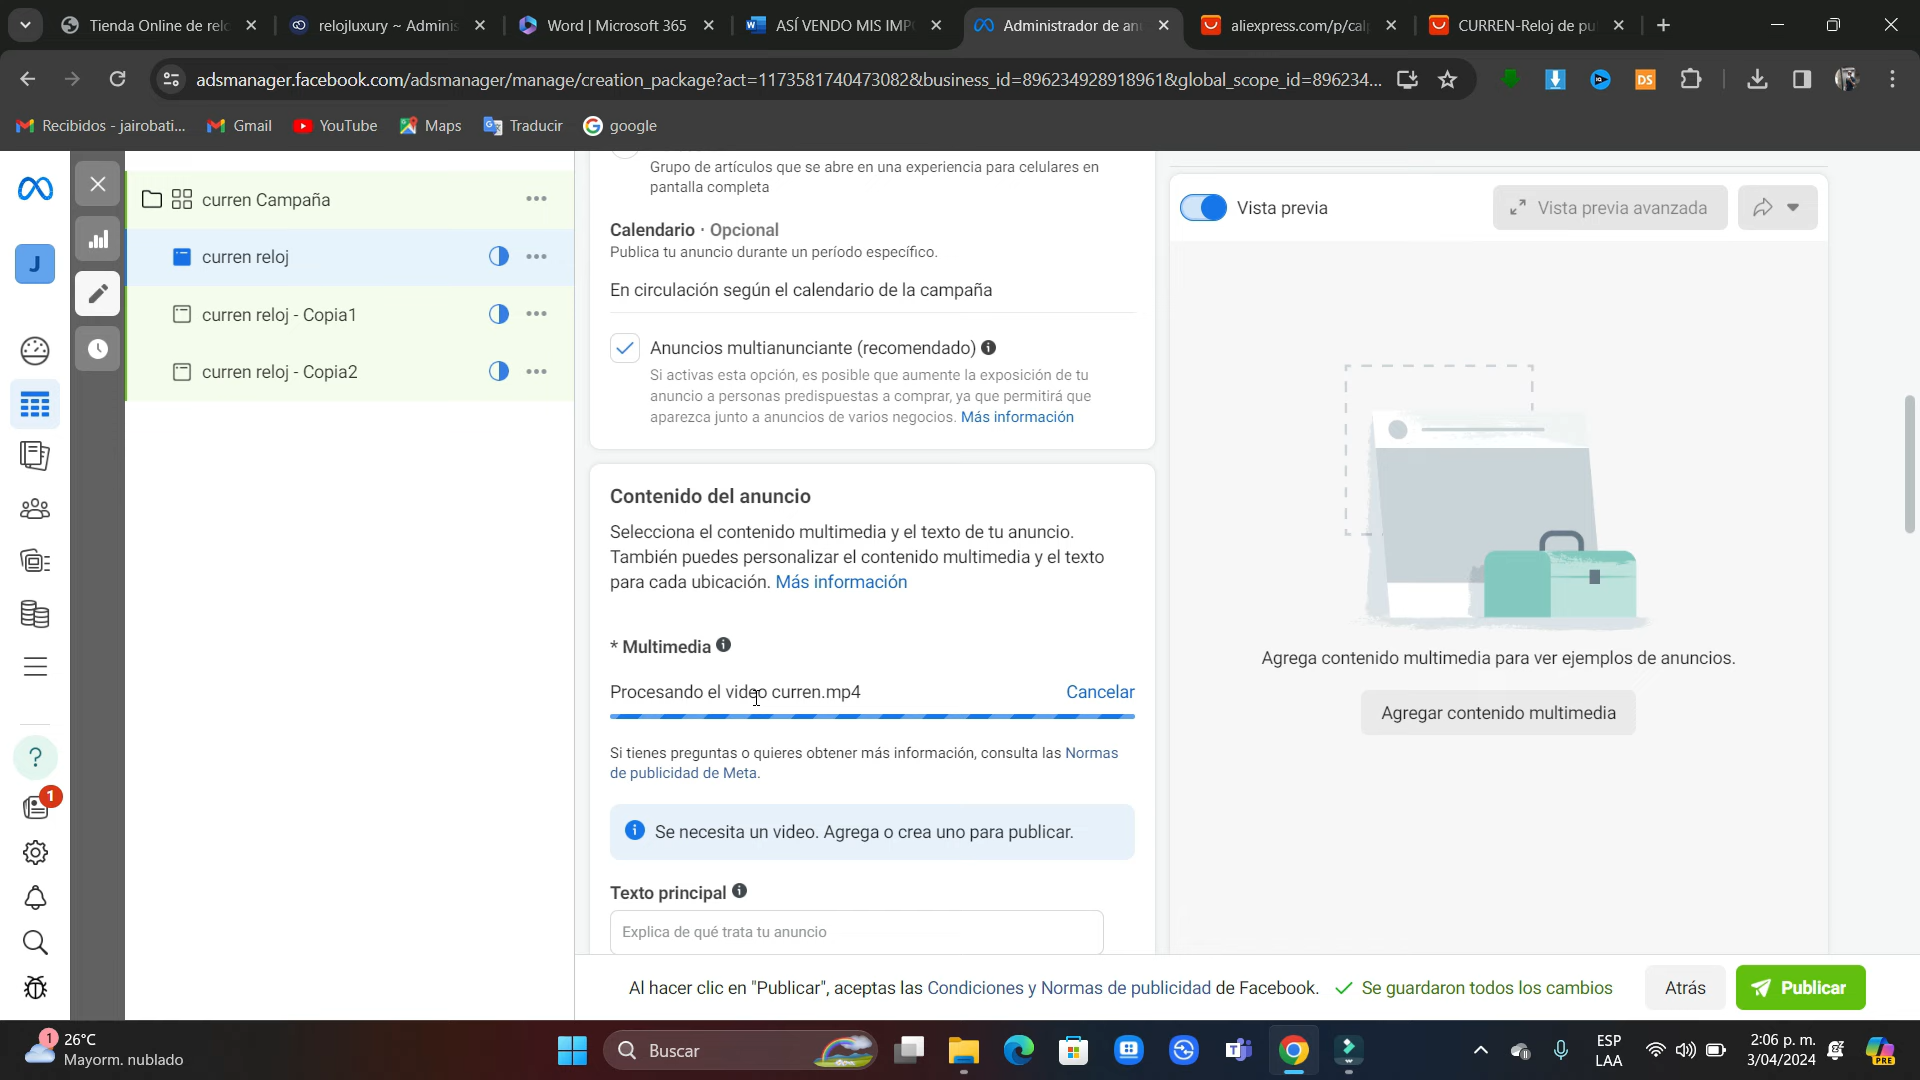 Tienda Online de relo
relojluxury ~ Adminis
Word | Microsoft 365
ASÍ VENDO MIS IMP
Administrador de an
aliexpress.com/p/cal
CURREN-Reloj de pu
adsmanager.facebook.com/adsmanager/manage/creation_package?act=1173581740473082&business_id=896234928918961&global_scope_id=896234...
DS
Recibidos - jairobati...
Gmail
YouTube
Maps
Traducir
google
J
curren Campaña
curren reloj
curren reloj - Copia1
curren reloj - Copia2
?
1
Grupo de artículos que se abre en una experiencia para celulares en
pantalla completa
Calendario · Opcional
Publica tu anuncio durante un período específico.
En circulación según el calendario de la campaña
Anuncios multianunciante (recomendado)
Si activas esta opción, es posible que aumente la exposición de tu
anuncio a personas predispuestas a comprar, ya que permitirá que
aparezca junto a anuncios de varios negocios. Más información
Contenido del anuncio
Selecciona el contenido multimedia y el texto de tu anuncio.
También puedes personalizar el contenido multimedia y el texto
para cada ubicación. Más información
* Multimedia
Procesando el video curren.mp4
Cancelar
Si tienes preguntas o quieres obtener más información, consulta las Normas
de publicidad de Meta.
Se necesita un video. Agrega o crea uno para publicar.
Texto principal
Explica de qué trata tu anuncio
Vista previa
Vista previa avanzada
Agrega contenido multimedia para ver ejemplos de anuncios.
Agregar contenido multimedia
Al hacer clic en "Publicar", aceptas las Condiciones y Normas de publicidad de Facebook.
Se guardaron todos los cambios
Atrás
Publicar
1
26°C
Mayorm. nublado
Buscar
ESP
LAA
2:06 p. m.
3/04/2024
PRE